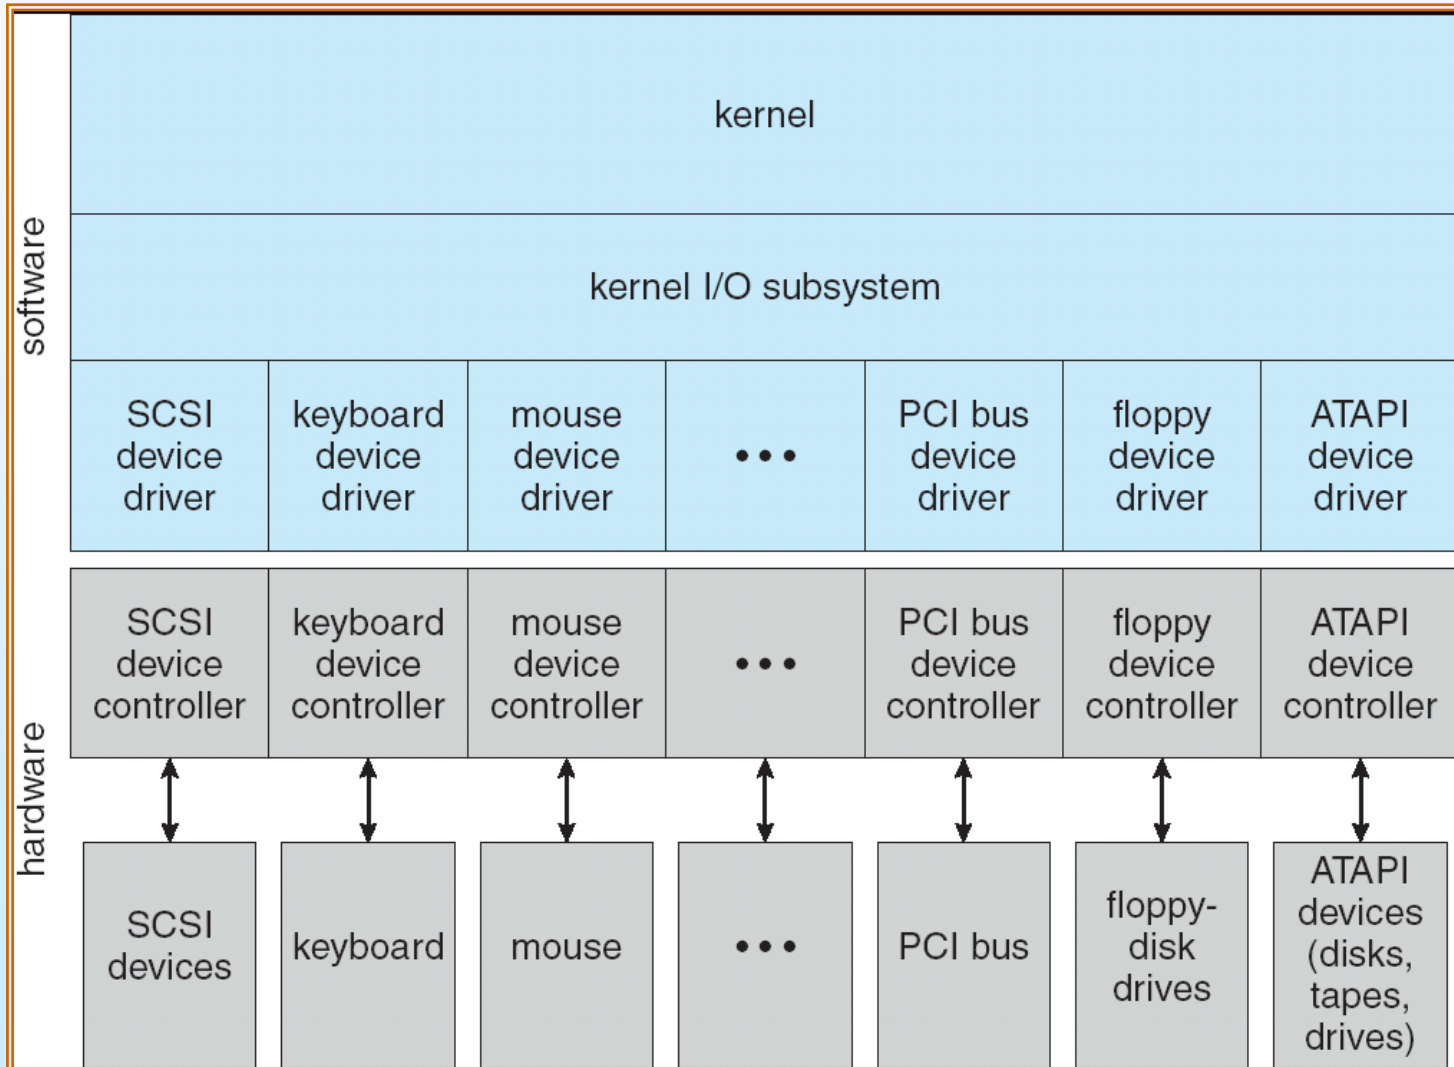 software
kernel
kernel I/O subsystem
SCSI
device
driver
keyboard
device
driver
mouse
device
driver
•••
PCI bus
device
driver
floppy
device
driver
ATAPI
device
driver
hardware
SCSI
device
controller
keyboard
device
controller
mouse
device
controller
•••
PCI bus
device
controller
floppy
device
controller
ATAPI
device
controller
SCSI
devices
keyboard
mouse
•••
PCI bus
floppy-
disk
drives
ATAPI
devices
(disks,
tapes,
drives)